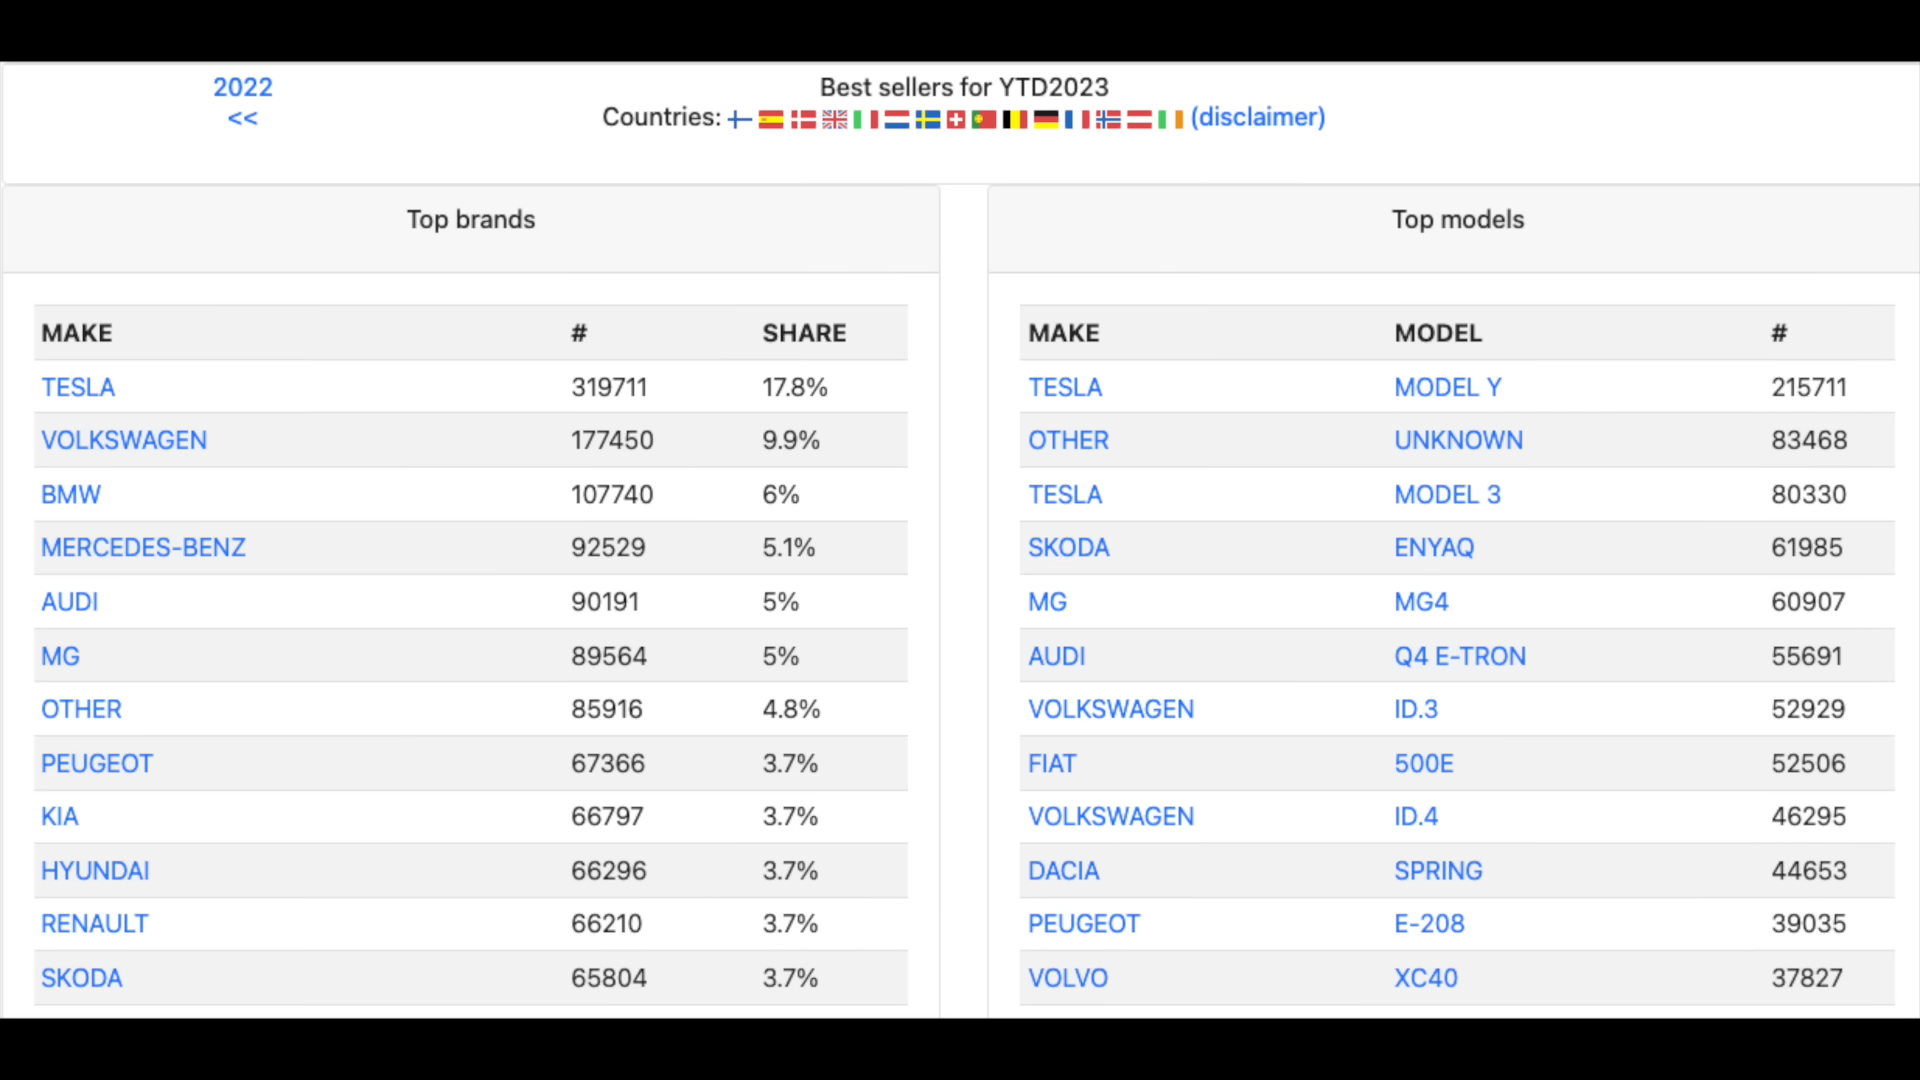 2022
<<
Best sellers for YTD2023
Countries: (disclaimer)
Top brands
MAKE # SHARE
TESLA 319711 17.8%
VOLKSWAGEN 177450 9.9%
BMW 107740 6%
MERCEDES-BENZ 92529 5.1%
AUDI 90191 5%
MG 89564 5%
OTHER 85916 4.8%
PEUGEOT 67366 3.7%
KIA 66797 3.7%
HYUNDAI 66296 3.7%
RENAULT 66210 3.7%
SKODA 65804 3.7%
Top models
MAKE MODEL #
TESLA MODEL Y 215711
OTHER UNKNOWN 83468
TESLA MODEL 3 80330
SKODA ENYAQ 61985
MG MG4 60907
AUDI Q4 E-TRON 55691
VOLKSWAGEN ID.3 52929
FIAT 500E 52506
VOLKSWAGEN ID.4 46295
DACIA SPRING 44653
PEUGEOT E-208 39035
VOLVO XC40 37827